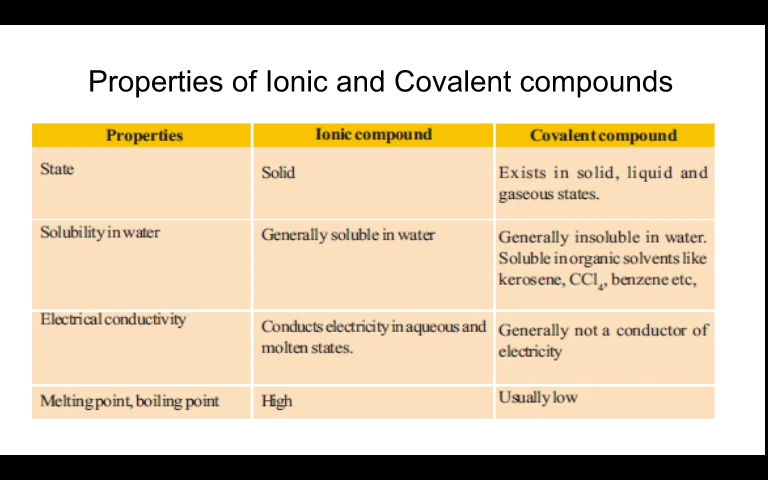 Properties of Ionic and Covalent compounds
Properties
Ionic compound
Covalent compound
State
Solid
Exists in solid, liquid and
gaseous states.
Solubility in water
Generally soluble in water
Generally insoluble in water.
Soluble in organic solvents like
kerosene, CCl₄, benzene etc,
Electrical conductivity
Conducts electricity in aqueous and
molten states.
Generally not a conductor of
electricity
Melting point, boiling point
High
Usually low